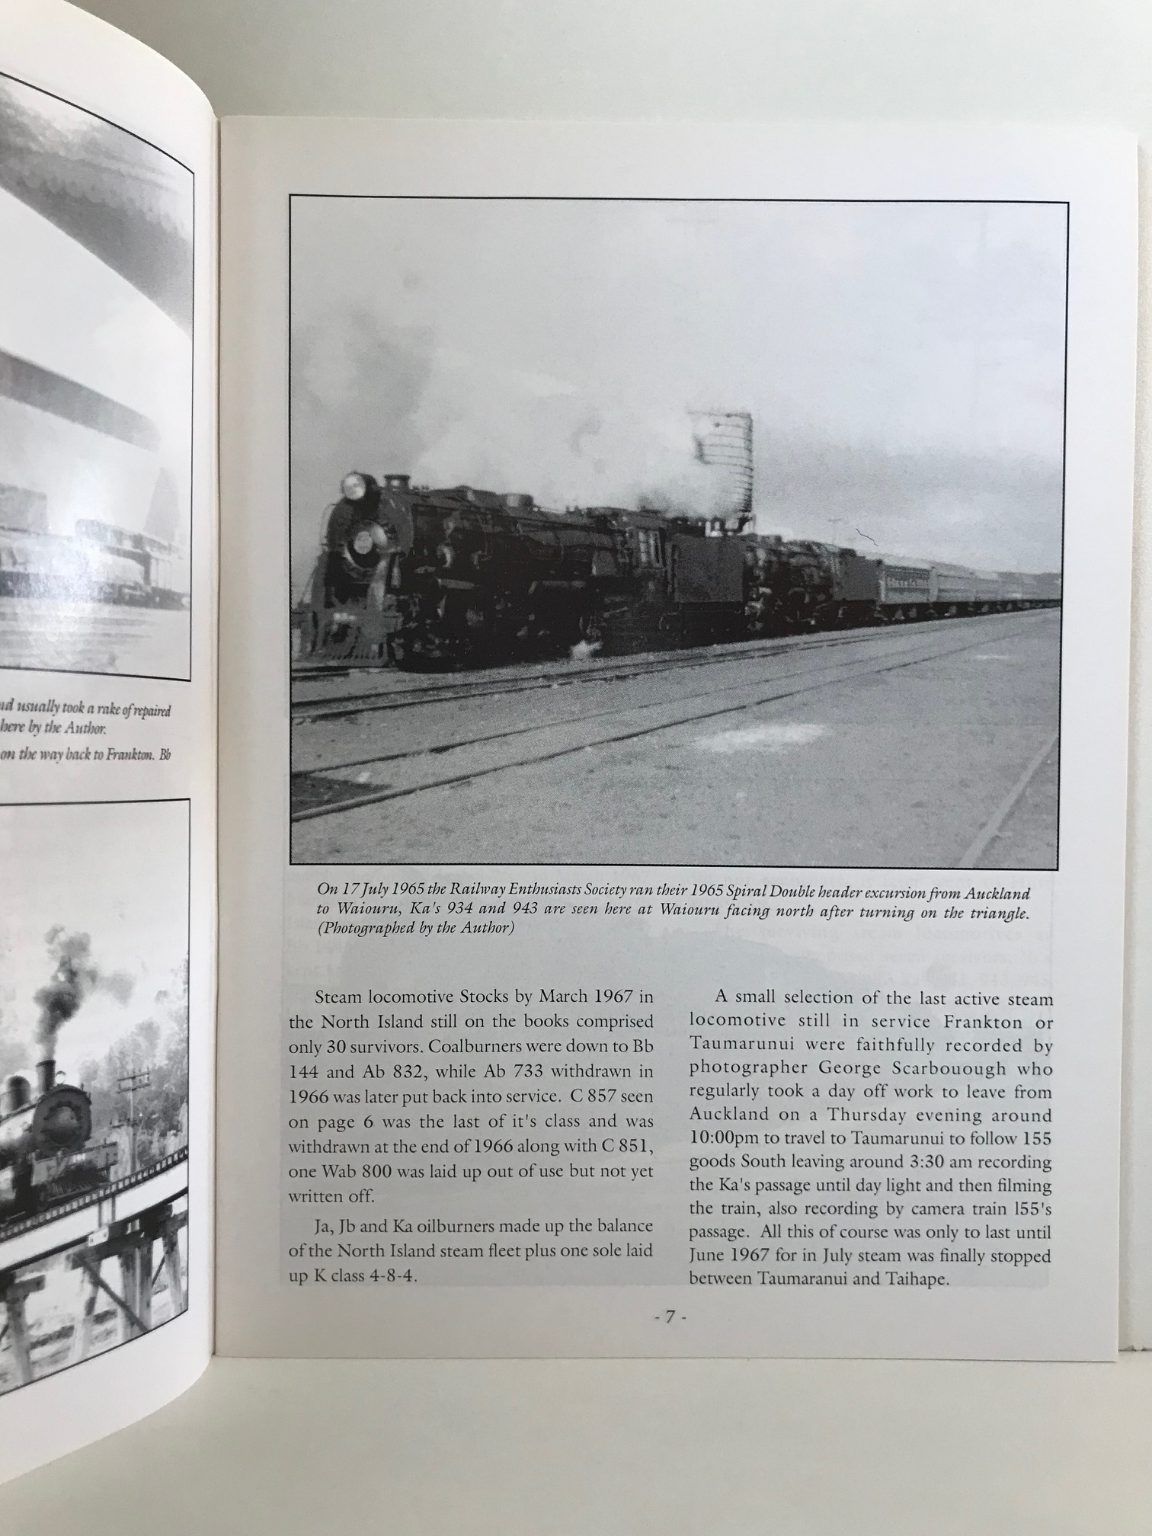 ud usually took a rake of repaired
here by the Author.
on the way back to Frankton. Bb
On 17 July 1965 the Railway Enthusiasts Society ran their 1965 Spiral Double header excursion from Auckland
to Waiouru, Ka's 934 and 943 are seen here at Waiouru facing north after turning on the triangle.
(Photographed by the Author)
Steam locomotive Stocks by March 1967 in
the North Island still on the books comprised
only 30 survivors. Coalburners were down to Bb
144 and Ab 832, while Ab 733 withdrawn in
1966 was later put back into service. C 857 seen
on page 6 was the last of it's class and was
withdrawn at the end of 1966 along with C 851,
one Wab 800 was laid up out of use but not yet
written off.
Ja, Jb and Ka oilburners made up the balance
of the North Island steam fleet plus one sole laid
up K class 4-8-4.
A small selection of the last active steam
locomotive still in service Frankton or
Taumarunui were faithfully recorded by
photographer George Scarbouough who
regularly took a day off work to leave from
Auckland on a Thursday evening around
10:00pm to travel to Taumarunui to follow 155
goods South leaving around 3:30 am recording
the Ka's passage until day light and then filming
the train, also recording by camera train 155's
passage. All this of course was only to last until
June 1967 for in July steam was finally stopped
between Taumaranui and Taihape.
- 7 -